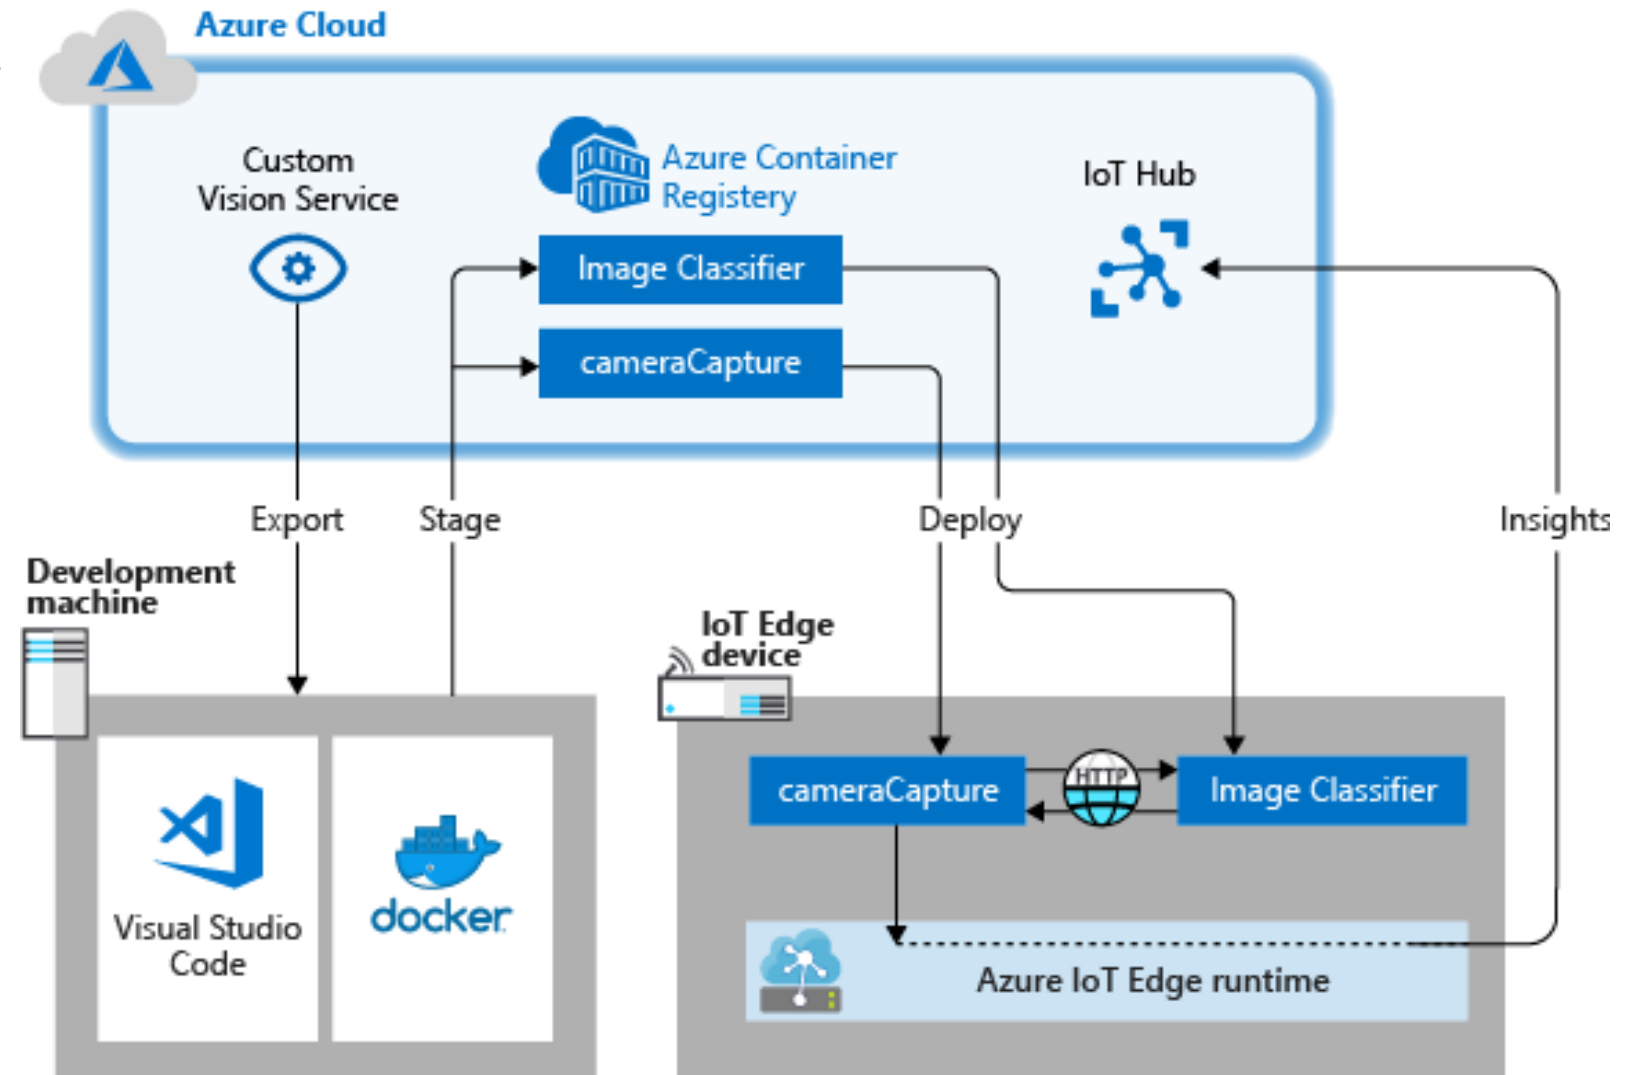 Azure Cloud
Custom
Vision Service
Azure Container
Registery
IoT Hub
Image Classifier
cameraCapture
Export
Stage
Deploy
Insights
Development
machine
IoT Edge
device
cameraCapture
HTTP
Image Classifier
Visual Studio
Code
docker
Azure IoT Edge runtime